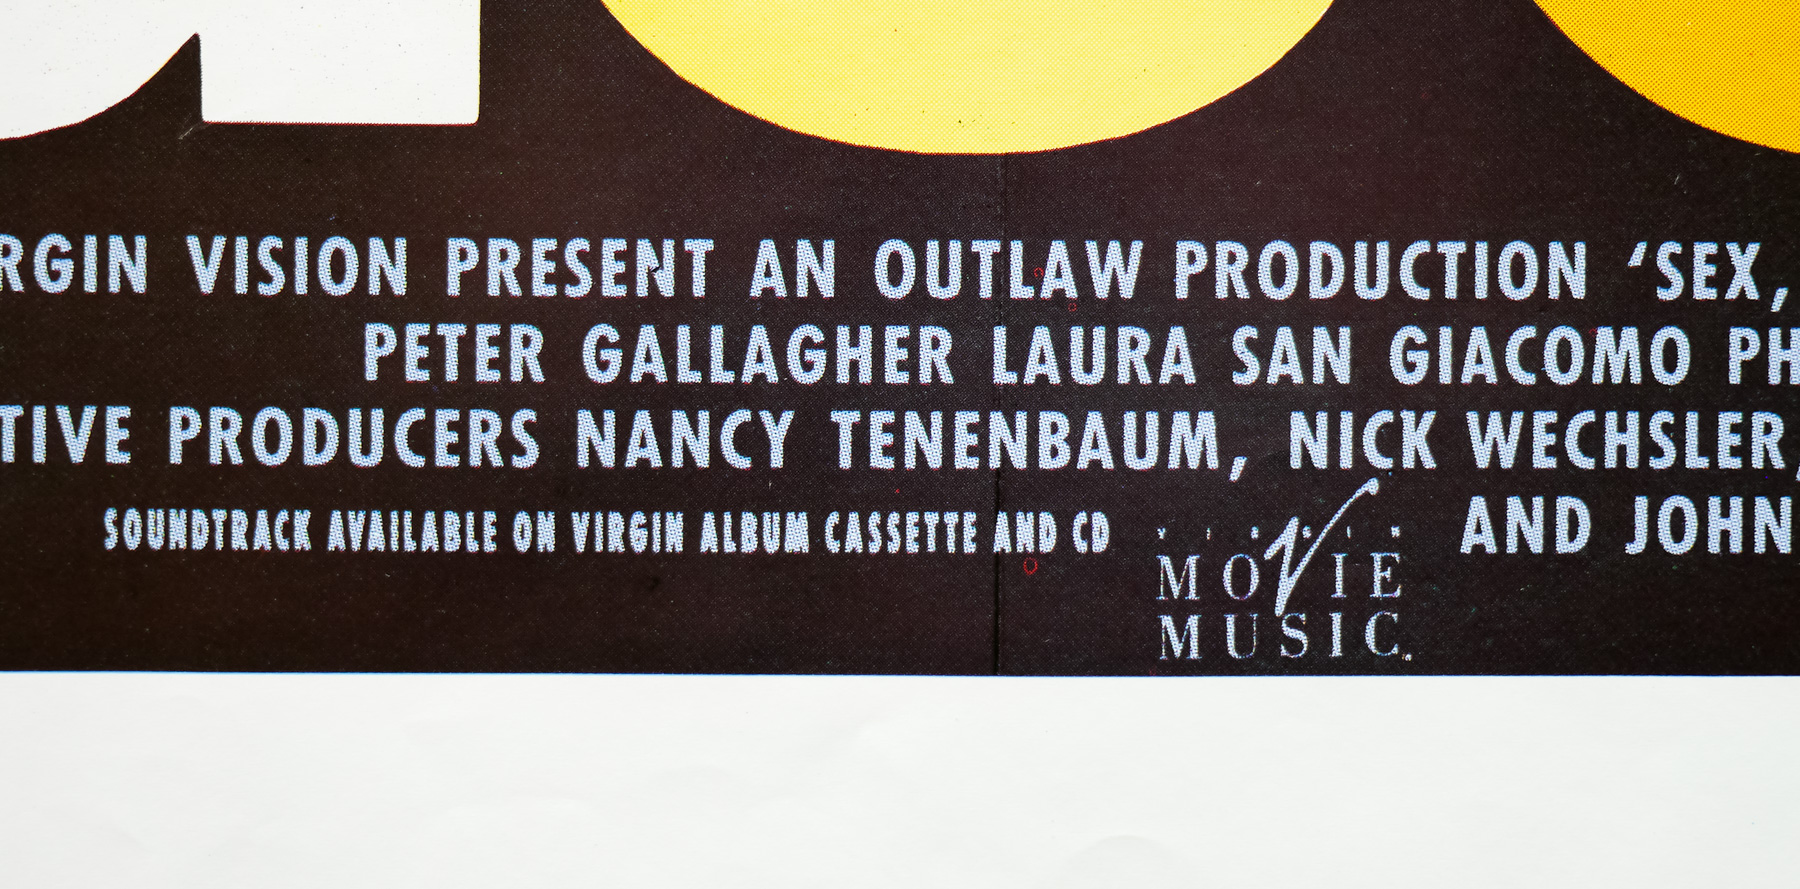 RGIN VISION PRESENT AN OUTLAW PRODUCTION ‘SEX,
PETER GALLAGHER LAURA SAN GIACOMO PH
TIVE PRODUCERS NANCY TENENBAUM, NICK WECHSLER,
SOUNDTRACK AVAILABLE ON VIRGIN ALBUM CASSETTE AND CD
AND JOHN
MOVIE
MUSIC